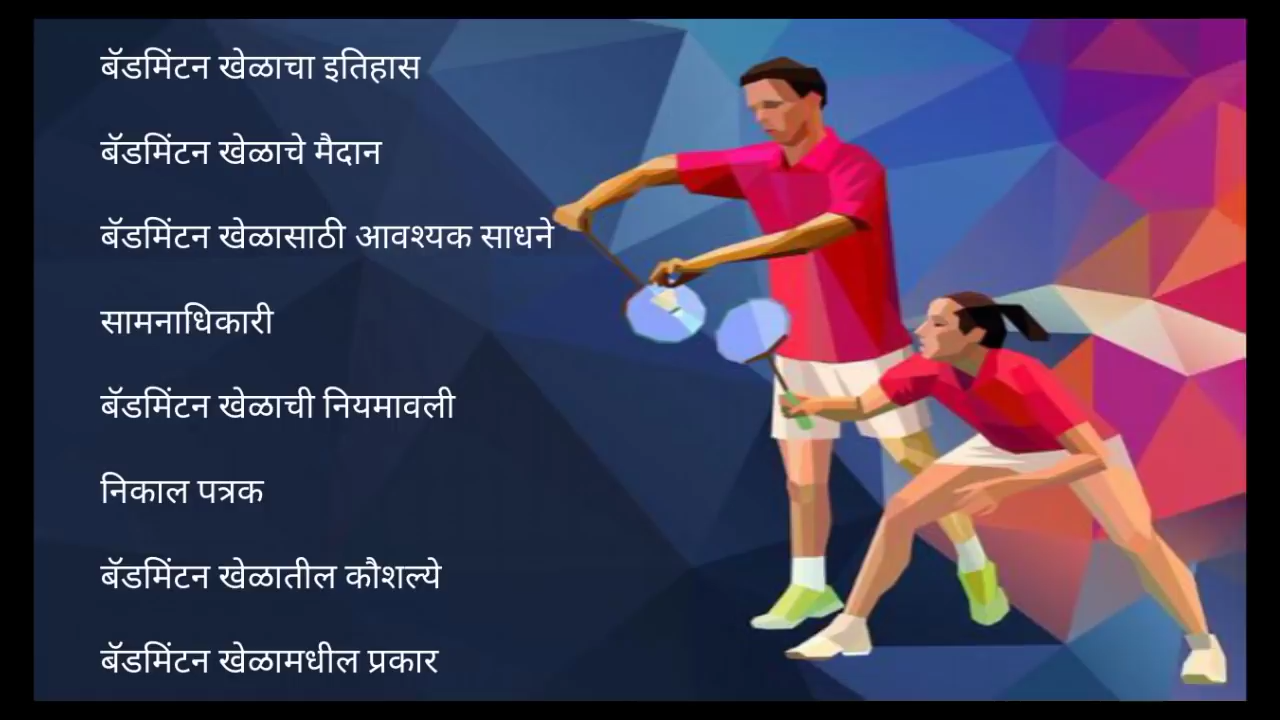 बॅडमिंटन खेळाचा इतिहास
बॅडमिंटन खेळाचे मैदान
बॅडमिंटन खेळासाठी आवश्यक साधने
सामनाधिकारी
बॅडमिंटन खेळाची नियमावली
निकाल पत्रक
बॅडमिंटन खेळातील कौशल्ये
बॅडमिंटन खेळामधील प्रकार